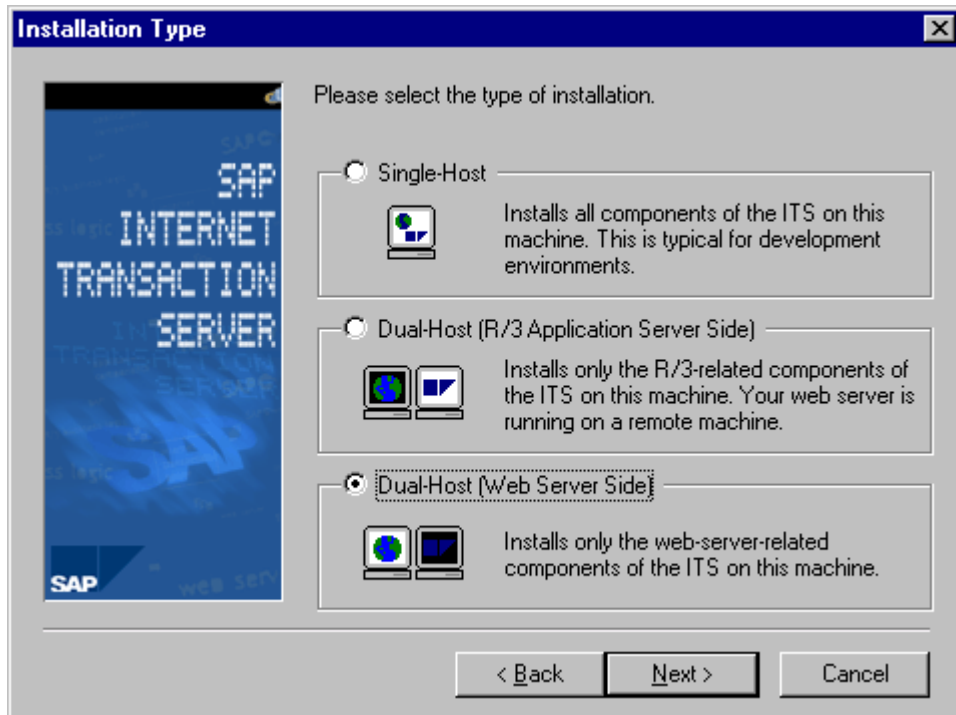 Installation Type
Please select the type of installation.
SAP
INTERNET
TRANSACTION
SERVER
SAP
Single-Host
Installs all components of the ITS on this
machine. This is typical for development
environments.
Dual-Host (R/3 Application Server Side)
Installs only the R/3-related components of
the ITS on this machine. Your web server is
running on a remote machine.
Dual-Host (Web Server Side)
Installs only the web-server-related
components of the ITS on this machine.
< Back
Next >
Cancel